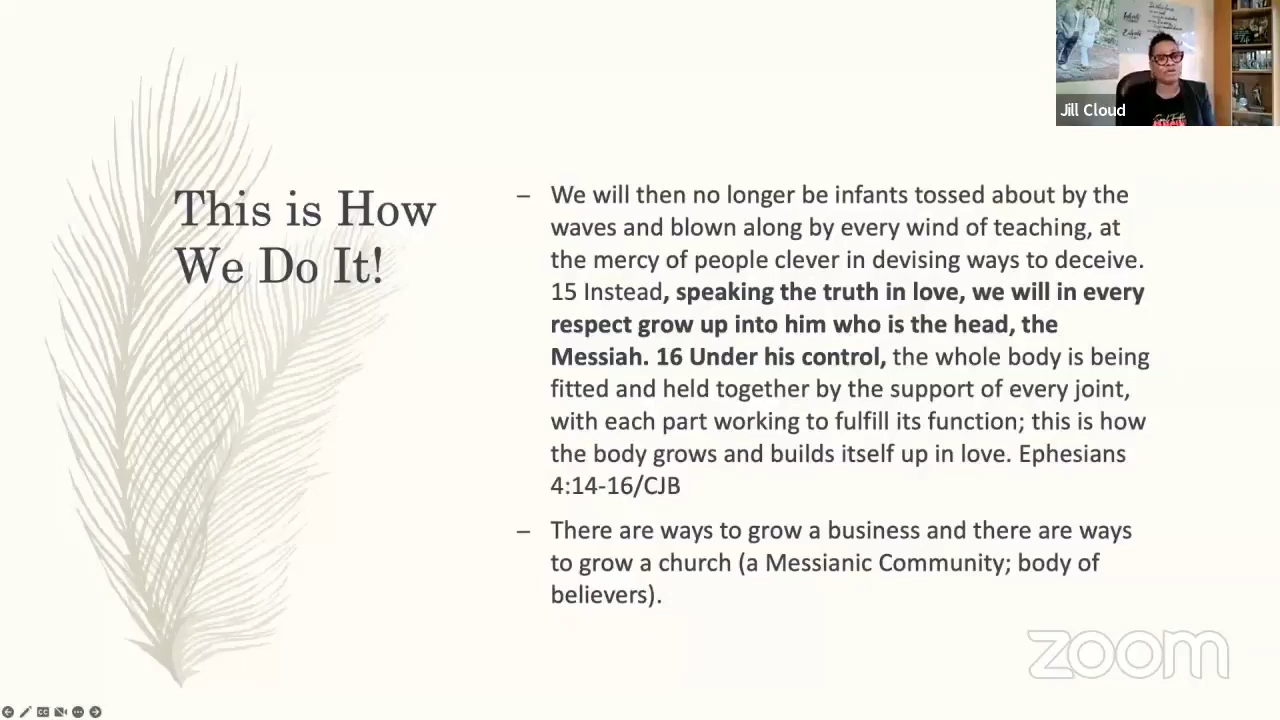 Jill Cloud
This is How
We Do It!
– We will then no longer be infants tossed about by the
waves and blown along by every wind of teaching, at
the mercy of people clever in devising ways to deceive.
15 Instead, speaking the truth in love, we will in every
respect grow up into him who is the head, the
Messiah. 16 Under his control, the whole body is being
fitted and held together by the support of every joint,
with each part working to fulfill its function; this is how
the body grows and builds itself up in love. Ephesians
4:14-16/CJB
– There are ways to grow a business and there are ways
to grow a church (a Messianic Community; body of
believers).
zoom